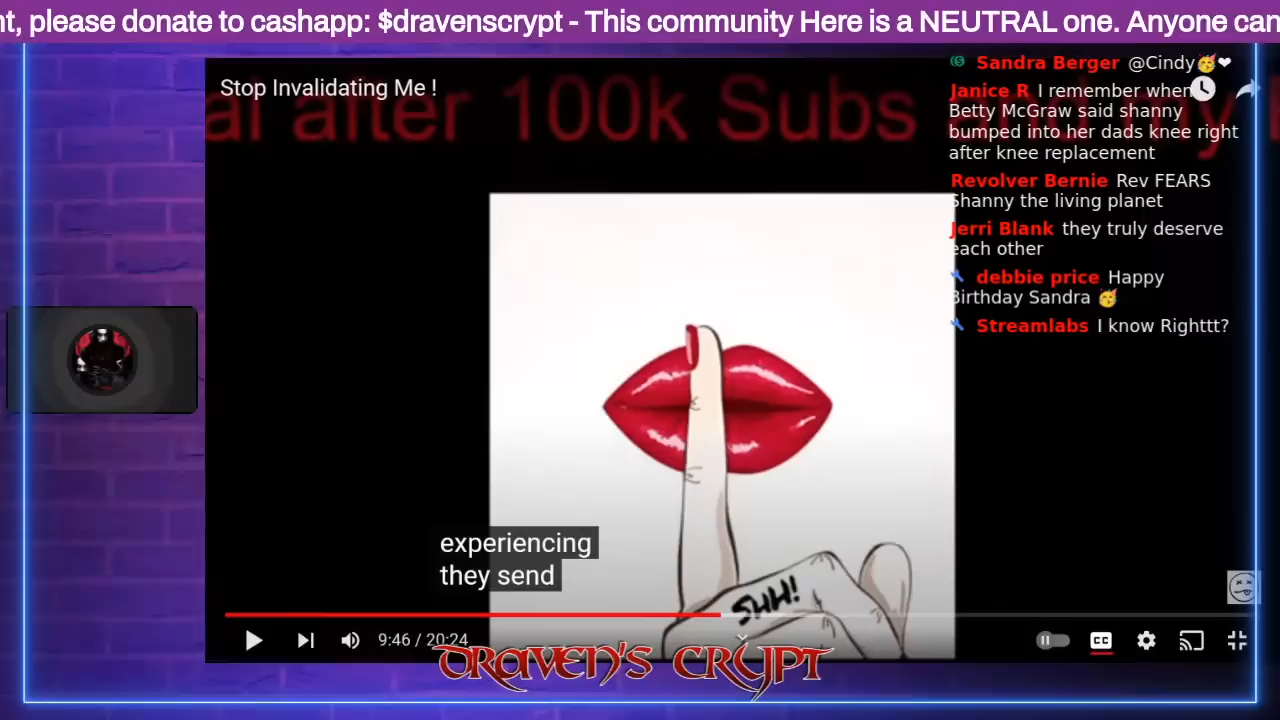 nt, please donate to cashapp: $dravenscrypt - This community Here is a NEUTRAL one. Anyone can
Stop Invalidating Me !
after 100k Subs
Sandra Berger @Cindy🥳❤
Janice R I remember when
Betty McGraw said shanny
bumped into her dads knee right
after knee replacement
Revolver Bernie Rev FEARS
Shanny the living planet
Jerri Blank they truly deserve
each other
debbie price Happy
Birthday Sandra 🥳
Streamlabs I know Righttt?
experiencing
they send
SHH!
9:46 / 20:24
CC
DRAVEN'S CRYPT